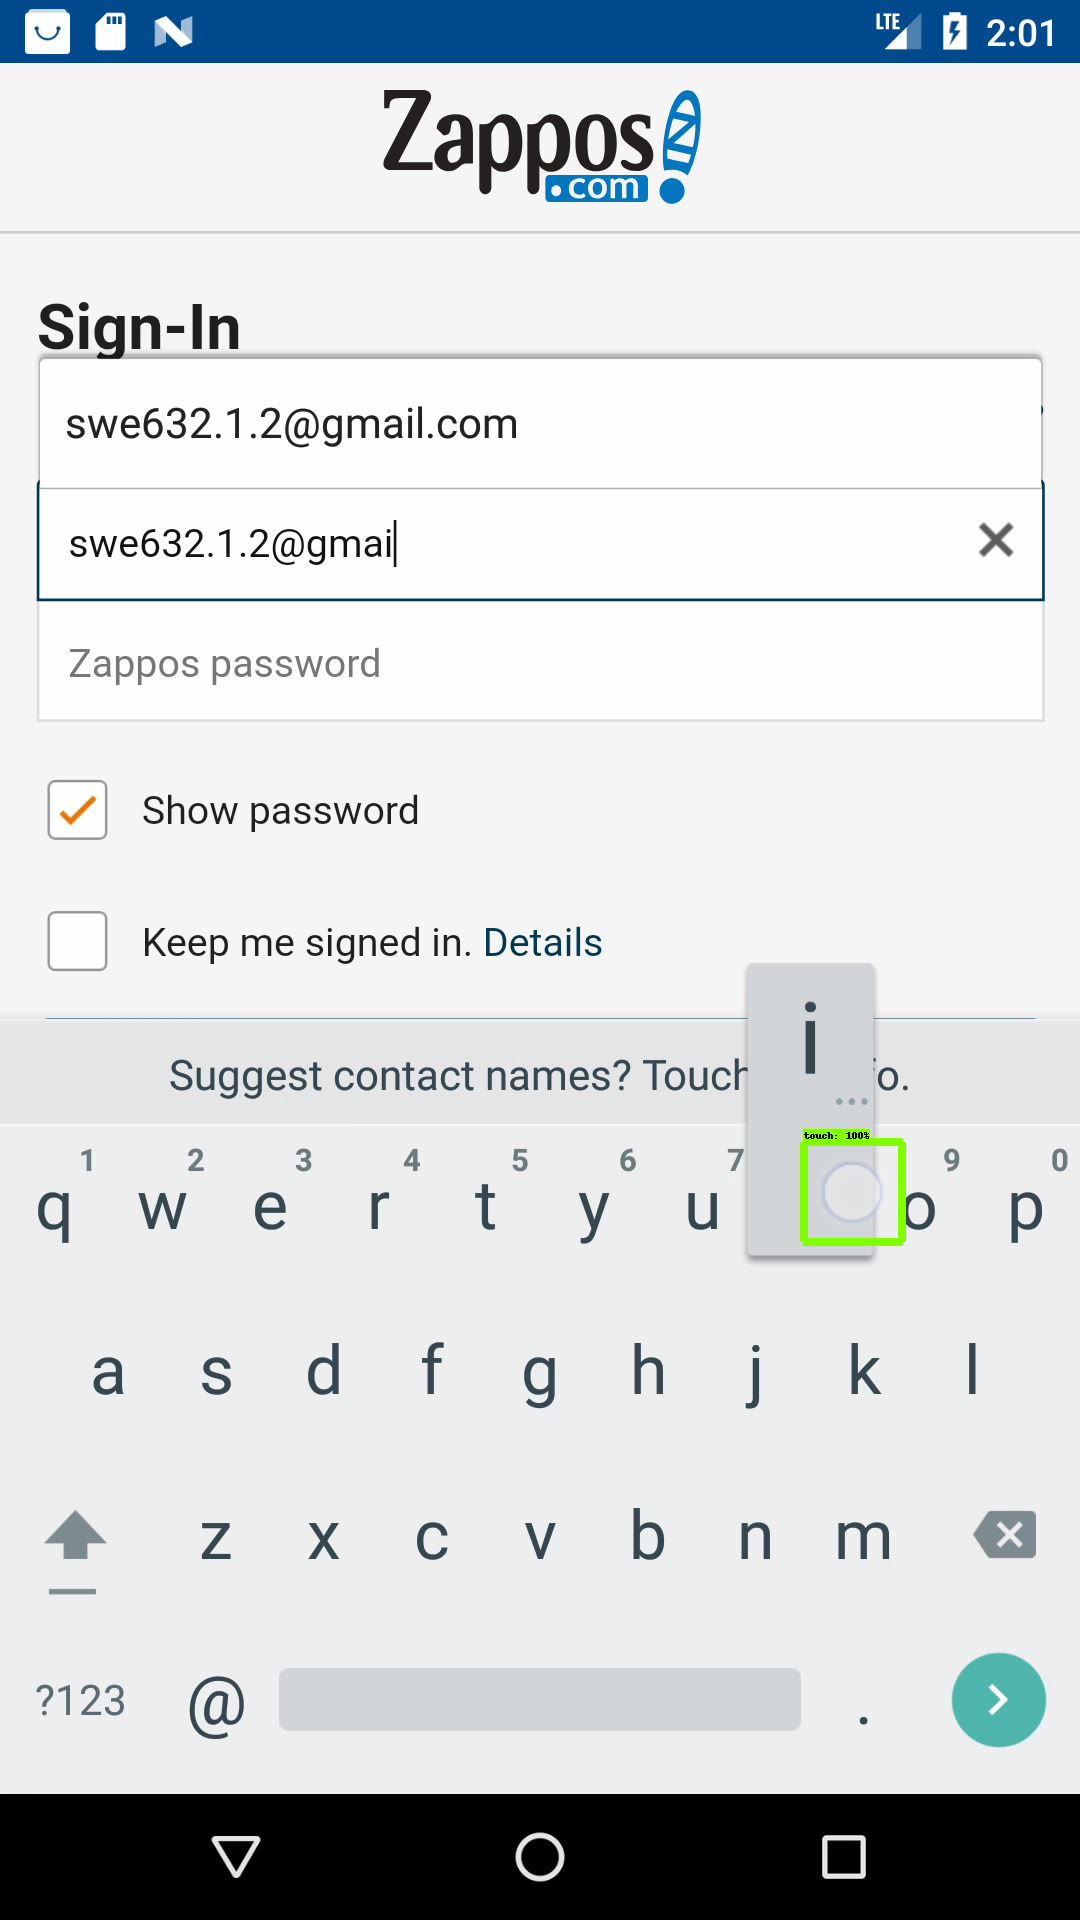 LTE 2:01
Zappos
.com
Sign-In
swe632.1.2@gmail.com
swe632.1.2@gmai
Zappos password
Show password
Keep me signed in. Details
i
Suggest contact names? Touch o.
touch: 100%
1 2 3 4 5 6 7 9 0
q w e r t y u o p
a s d f g h j k l
z x c v b n m
?123 @ .